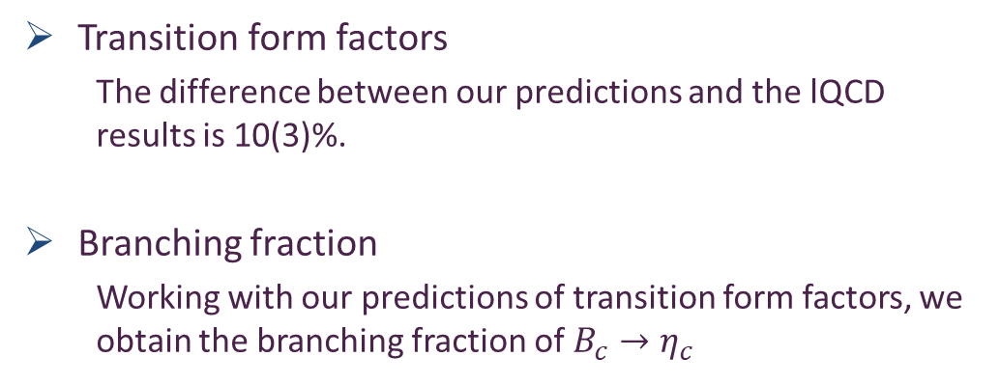 ➢ Transition form factors
The difference between our predictions and the lQCD
results is 10(3)%.
➢ Branching fraction
Working with our predictions of transition form factors, we
obtain the branching fraction of $B_c \to \eta_c$